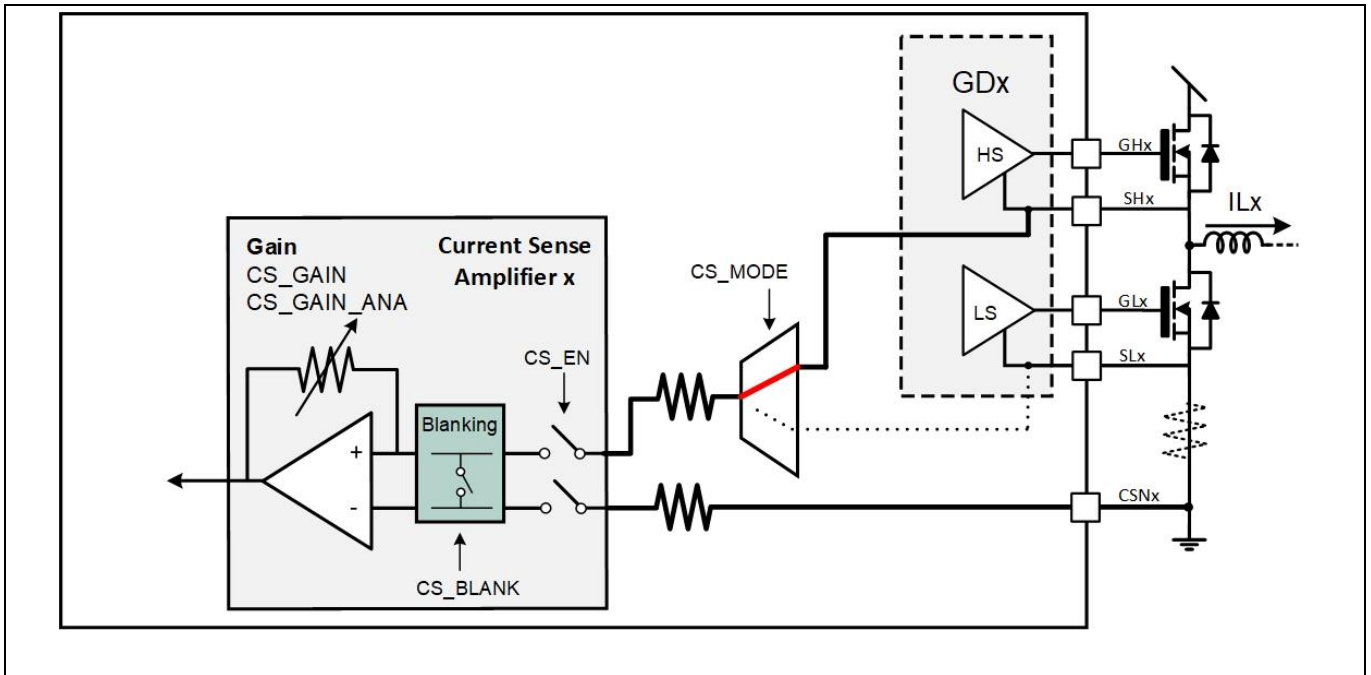 GDx
HS
GHx
SHx
ILx
LS
GLx
SLx
CS_MODE
Gain
CS_GAIN
CS_GAIN_ANA
Current Sense
Amplifier x
CS_EN
Blanking
+
-
CS_BLANK
CSNx